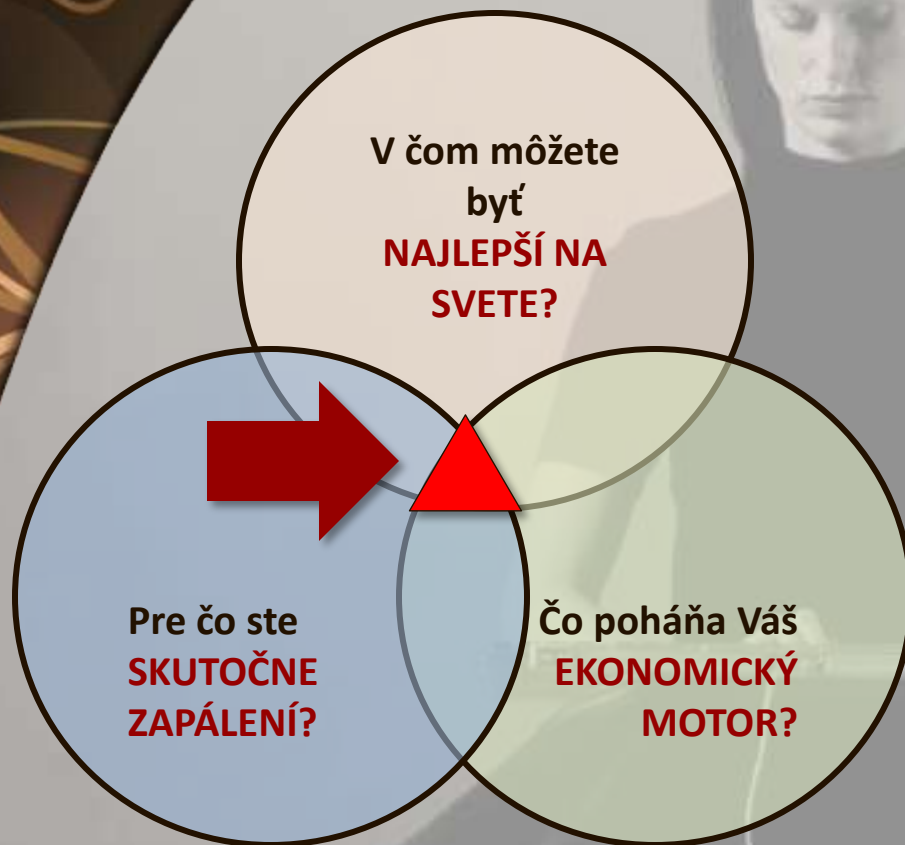 V čom môžete
byť
NAJLEPŠÍ NA
SVETE?
Pre čo ste
SKUTOČNE
ZAPÁLENÍ?
Čo poháňa Váš
EKONOMICKÝ
MOTOR?